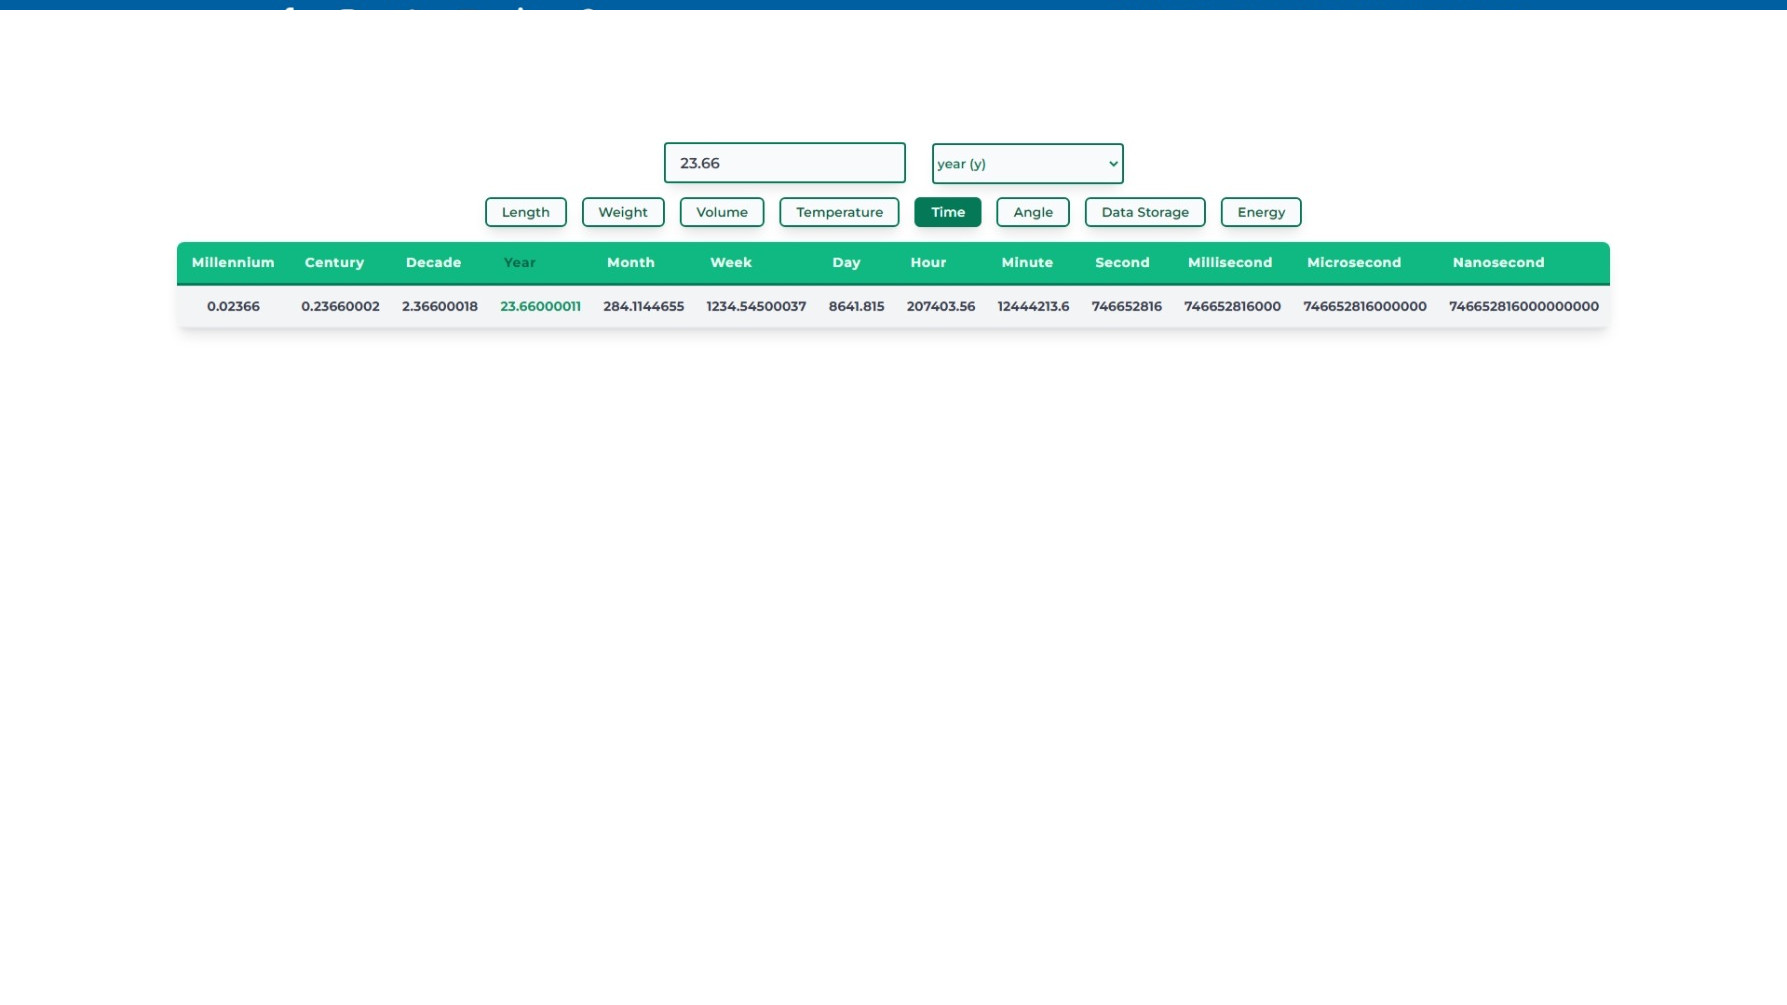 23.66
year (y)
Length Weight Volume Temperature Time Angle Data Storage Energy
Millennium Century Decade Year Month Week Day Hour Minute Second Millisecond Microsecond Nanosecond
0.02366 0.23660002 2.36600018 23.66000011 284.1144655 1234.54500037 8641.815 207403.56 12444213.6 746652816 746652816000 746652816000000 746652816000000000